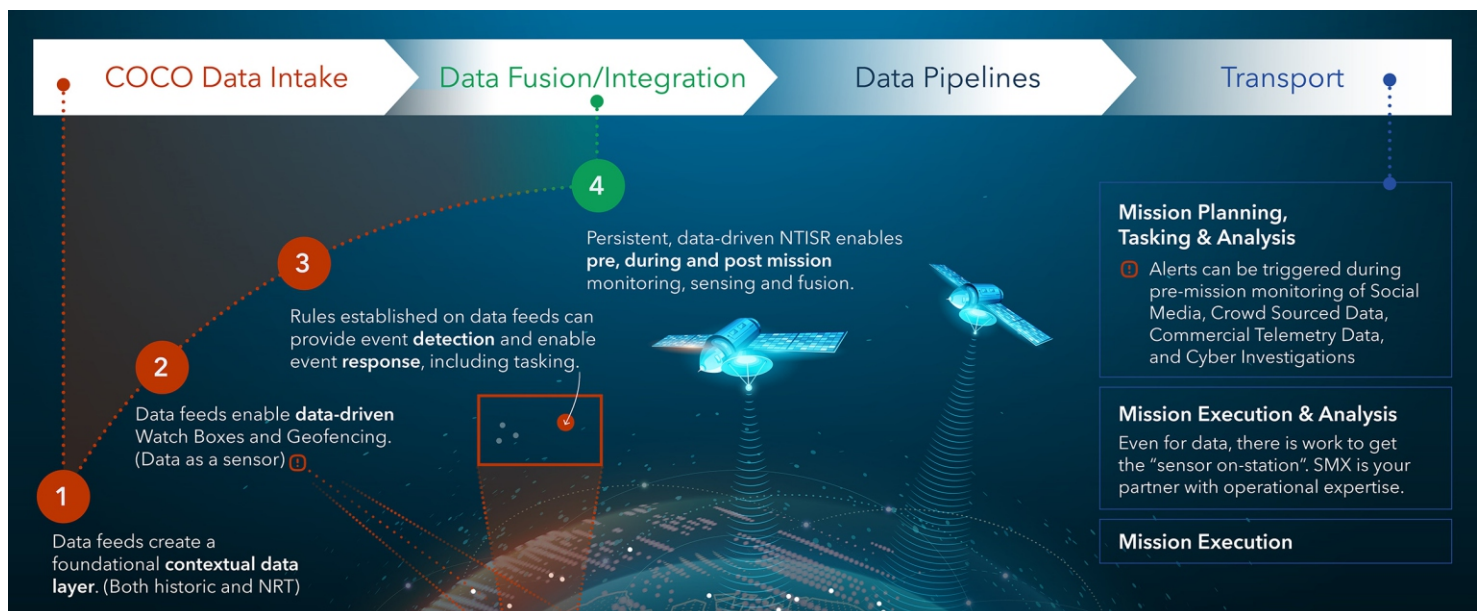 COCO Data Intake
Data Fusion/Integration
Data Pipelines
Transport
1
Data feeds create a
foundational contextual data
layer. (Both historic and NRT)
2
Data feeds enable data-driven
Watch Boxes and Geofencing.
(Data as a sensor)
3
Rules established on data feeds can
provide event detection and enable
event response, including tasking.
4
Persistent, data-driven NTISR enables
pre, during and post mission
monitoring, sensing and fusion.
Mission Planning,
Tasking & Analysis
Alerts can be triggered during
pre-mission monitoring of Social
Media, Crowd Sourced Data,
Commercial Telemetry Data,
and Cyber Investigations
Mission Execution & Analysis
Even for data, there is work to get
the “sensor on-station”. SMX is your
partner with operational expertise.
Mission Execution